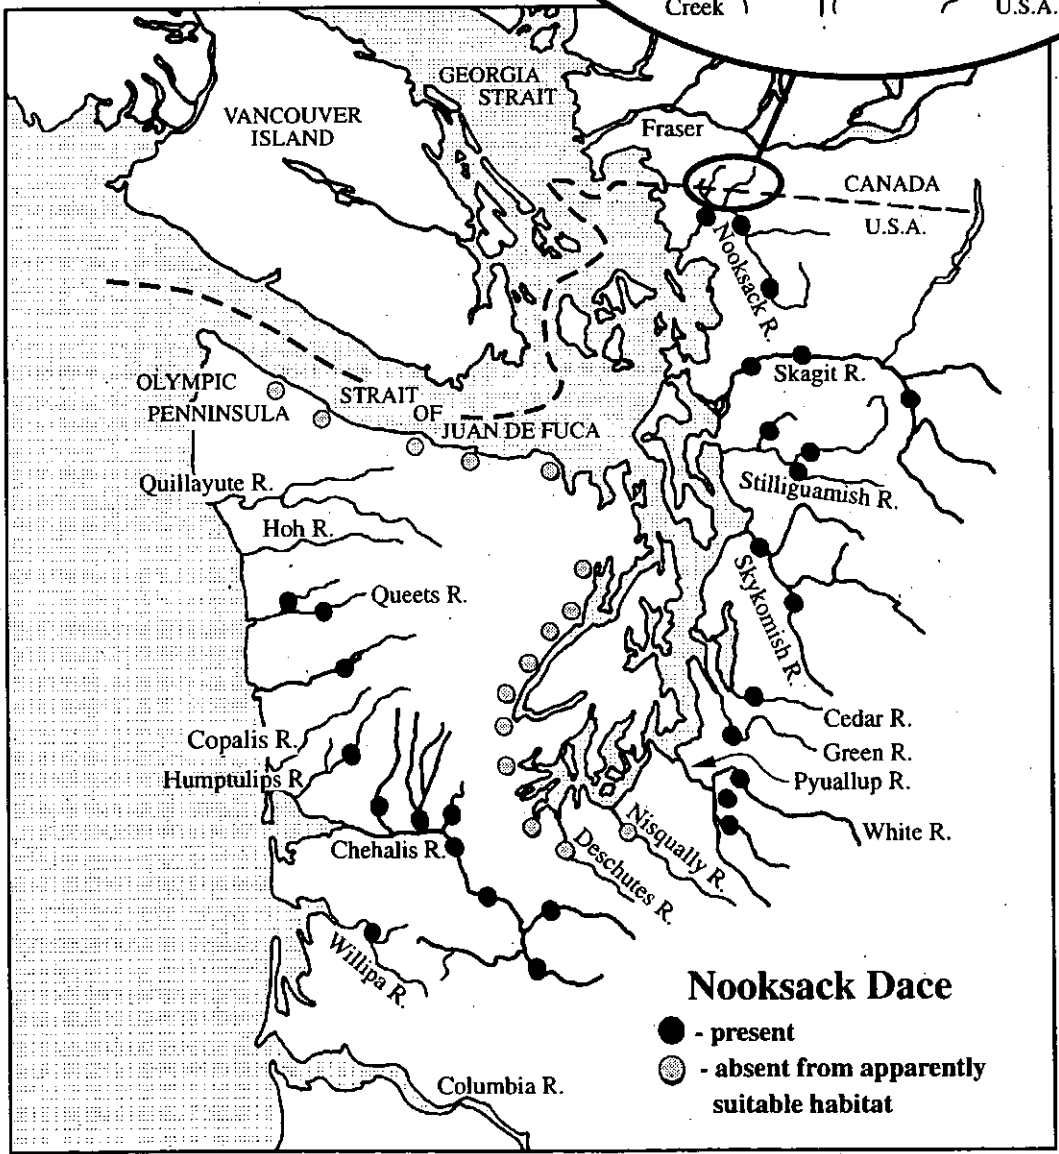 Creek
U.S.A.
GEORGIA
STRAIT
VANCOUVER
ISLAND
Fraser
CANADA
U.S.A.
Nooksack R.
Skagit R.
OLYMPIC
PENNINSULA
STRAIT
OF
JUAN DE FUCA
Quillayute R.
Stilliguamish R.
Hoh R.
Skykomish R.
Queets R.
Cedar R.
Copalis R.
Green R.
Humptulips R
Pyuallup R.
White R.
Nisqually R.
Chehalis R.
Deschutes R.
Willipa R.
Nooksack Dace
- present
- absent from apparently
suitable habitat
Columbia R.